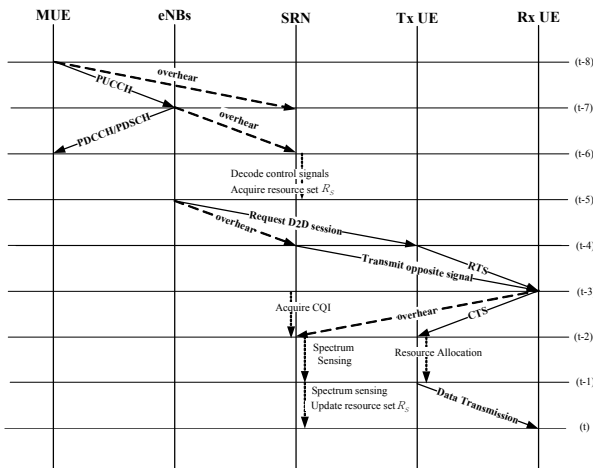 MUE eNBs SRN Tx UE Rx UE
(t-8)
overhear
PUCCH
(t-7)
overhear
PDCCH/PDSCH
(t-6)
Decode control signals
Acquire resource set R_S
(t-5)
Request D2D session
overhear
(t-4)
RTS
Transmit opposite signal
(t-3
Acquire CQI
overhear
CTS
(t-2)
Spectrum
Sensing
Resource Allocation
(t-1)
Spectrum sensing
Update resource set R_S
Data Transmission
(t)